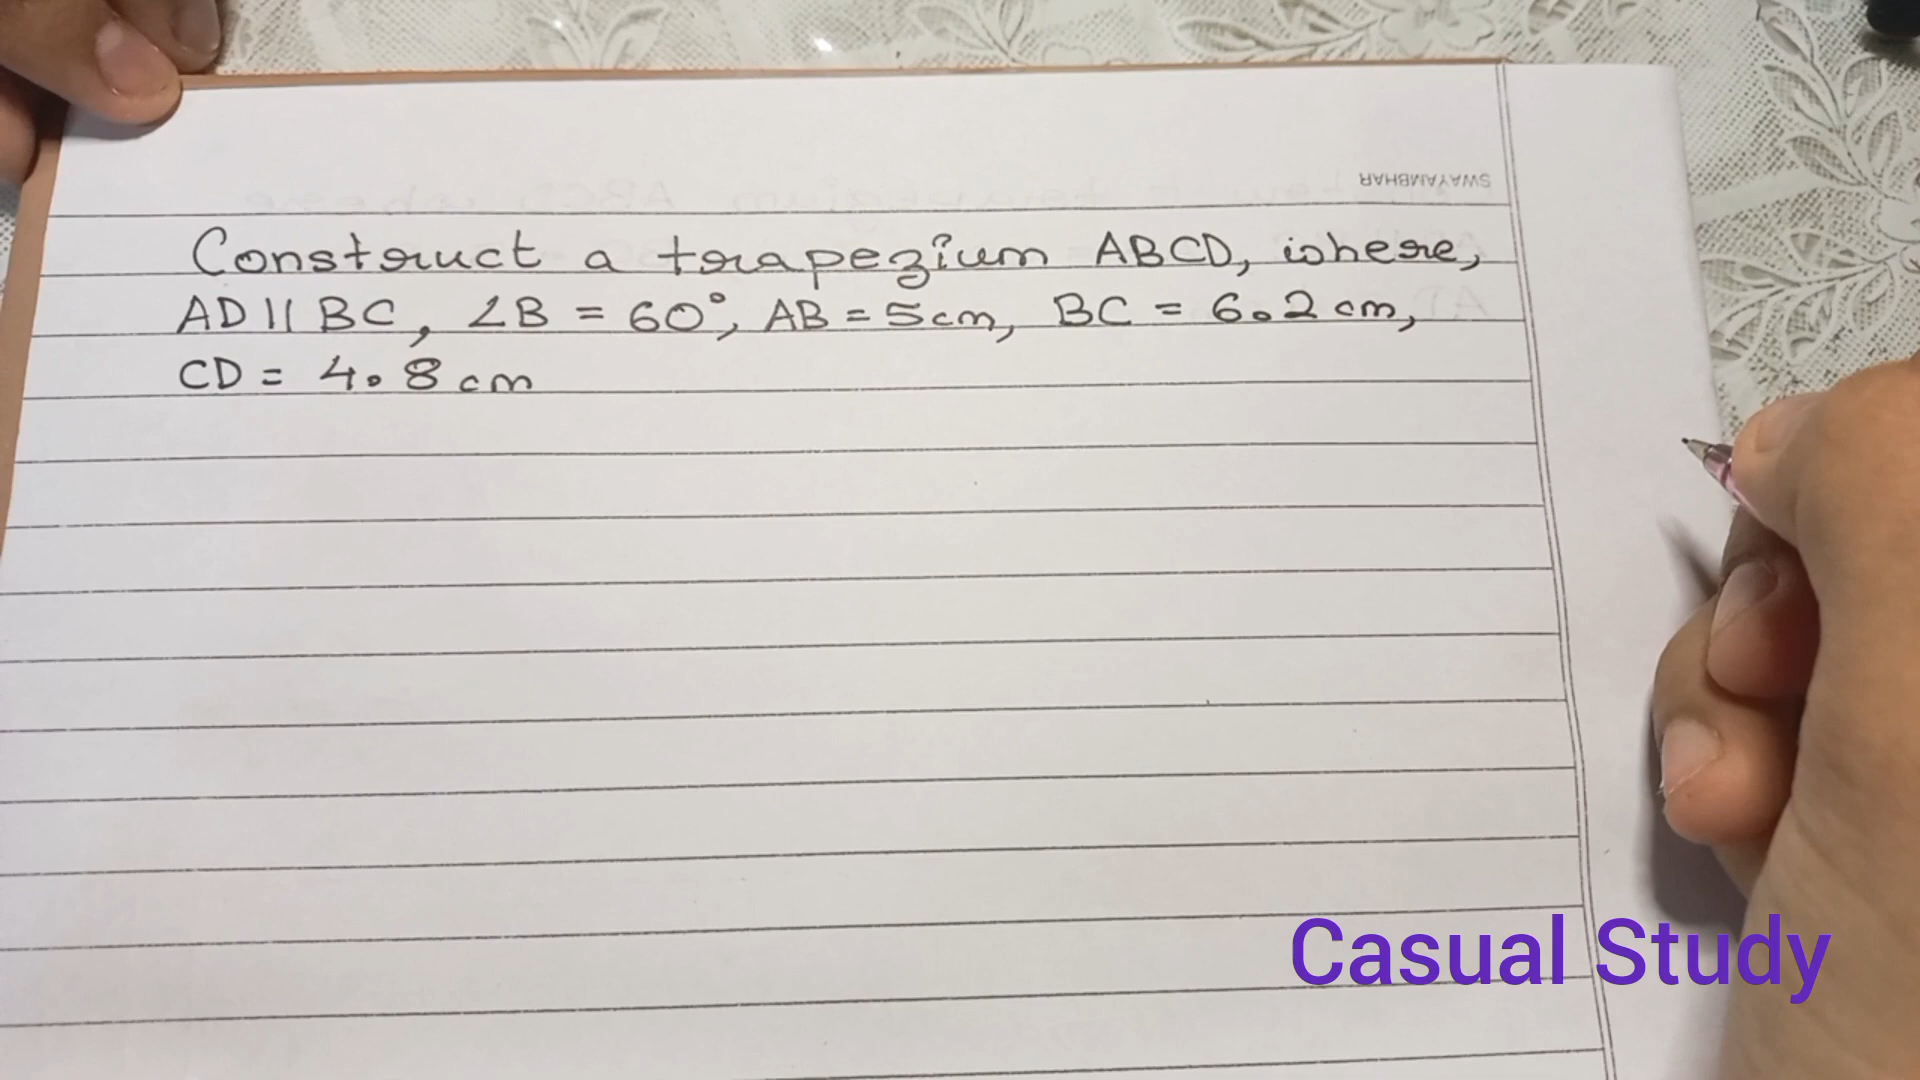 SWAYAMBHAR
Construct a trapezium ABCD, where,
AD || BC, ∠B = 60°, AB = 5cm, BC = 6.2 cm,
CD = 4.8 cm
Casual Study